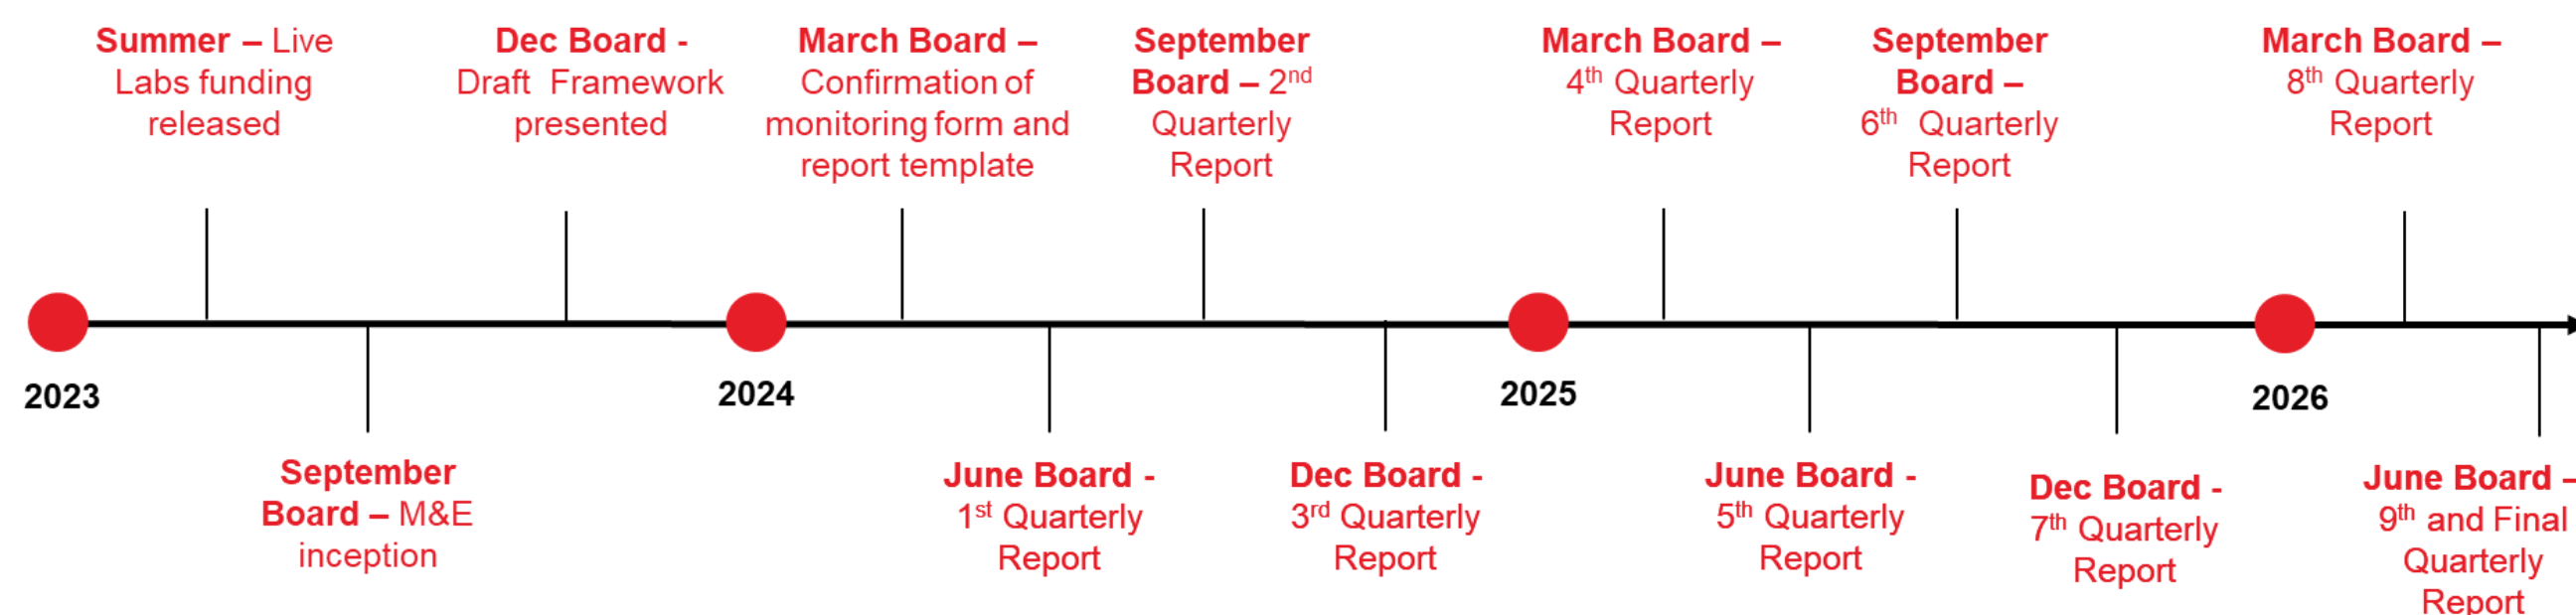 Summer – Live
Labs funding
released
Dec Board -
Draft Framework
presented
March Board –
Confirmation of
monitoring form and
report template
September
Board – 2nd
Quarterly
Report
March Board –
4th Quarterly
Report
September
Board –
6th Quarterly
Report
March Board –
8th Quarterly
Report
2023
2024
2025
2026
September
Board – M&E
inception
June Board -
1st Quarterly
Report
Dec Board -
3rd Quarterly
Report
June Board -
5th Quarterly
Report
Dec Board -
7th Quarterly
Report
June Board –
9th and Final
Quarterly
Report